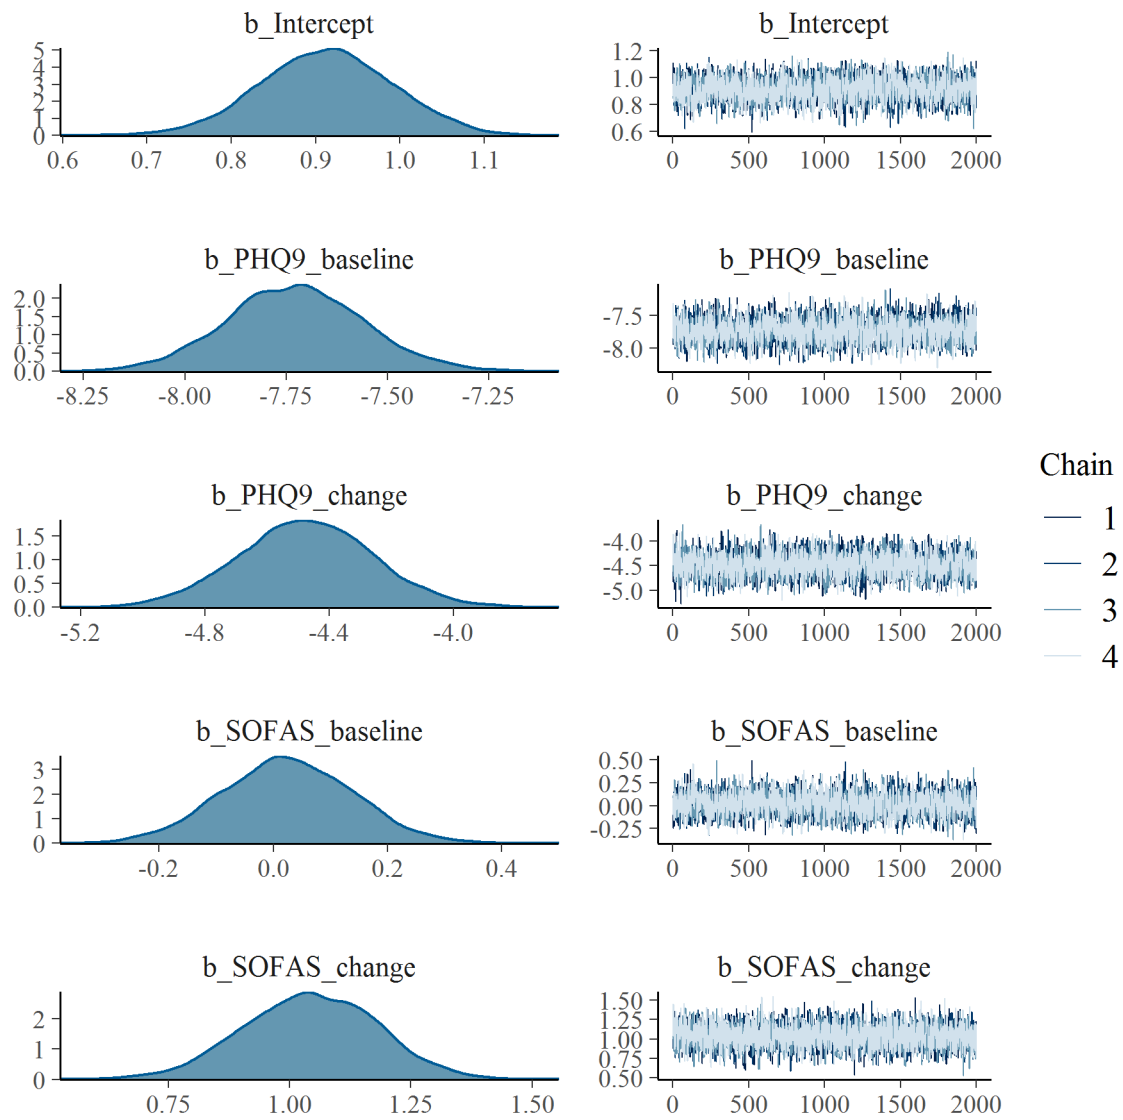 b_Intercept
5
4
3
2
1
0
0.6 0.7 0.8 0.9 1.0 1.1
b_Intercept
1.2
1.0
0.8
0.6
0 500 1000 1500 2000
b_PHQ9_baseline
2.0
1.5
1.0
0.5
0.0
-8.25 -8.00 -7.75 -7.50 -7.25
b_PHQ9_baseline
-7.5
-8.0
0 500 1000 1500 2000
b_PHQ9_change
1.5
1.0
0.5
0.0
-5.2 -4.8 -4.4 -4.0
b_PHQ9_change
-4.0
-4.5
-5.0
0 500 1000 1500 2000
b_SOFAS_baseline
3
2
1
0
-0.2 0.0 0.2 0.4
b_SOFAS_baseline
0.50
0.25
0.00
-0.25
0 500 1000 1500 2000
b_SOFAS_change
2
1
0
0.75 1.00 1.25 1.50
b_SOFAS_change
1.50
1.25
1.00
0.75
0.50
0 500 1000 1500 2000
Chain
1
2
3
4